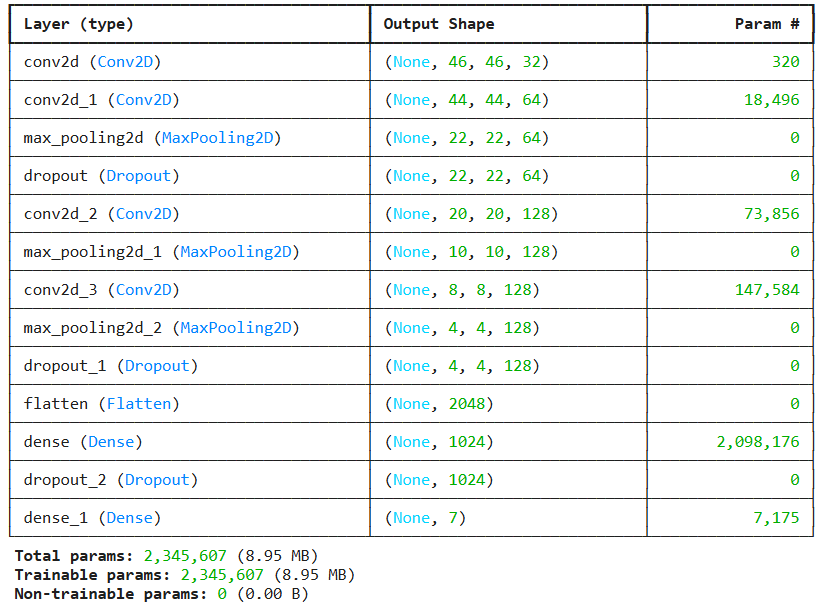 Layer (type) Output Shape Param #
conv2d (Conv2D) (None, 46, 46, 32) 320
conv2d_1 (Conv2D) (None, 44, 44, 64) 18,496
max_pooling2d (MaxPooling2D) (None, 22, 22, 64) 0
dropout (Dropout) (None, 22, 22, 64) 0
conv2d_2 (Conv2D) (None, 20, 20, 128) 73,856
max_pooling2d_1 (MaxPooling2D) (None, 10, 10, 128) 0
conv2d_3 (Conv2D) (None, 8, 8, 128) 147,584
max_pooling2d_2 (MaxPooling2D) (None, 4, 4, 128) 0
dropout_1 (Dropout) (None, 4, 4, 128) 0
flatten (Flatten) (None, 2048) 0
dense (Dense) (None, 1024) 2,098,176
dropout_2 (Dropout) (None, 1024) 0
dense_1 (Dense) (None, 7) 7,175
Total params: 2,345,607 (8.95 MB)
Trainable params: 2,345,607 (8.95 MB)
Non-trainable params: 0 (0.00 B)